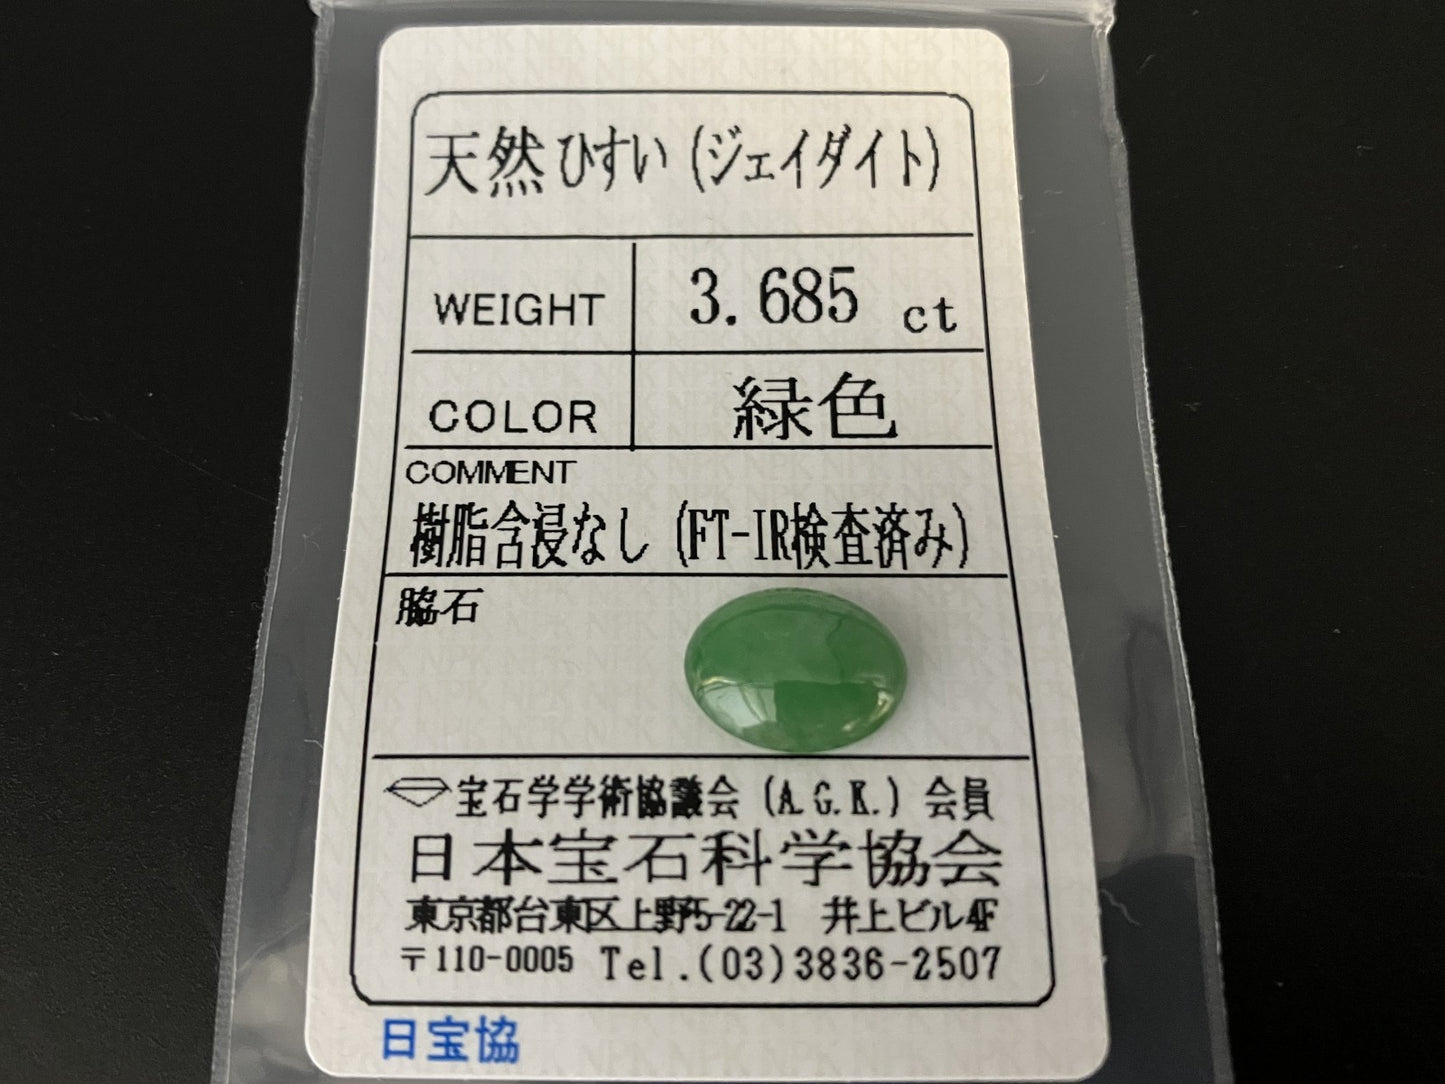 天然ひすい (ジェイダイト)
WEIGHT 3.685 ct
COLOR 緑色
COMMENT
樹脂含浸なし (FT-IR検査済み)
脇石
宝石学学術協議会 (A.G.K.) 会員
日本宝石科学協会
東京都台東区上野5-22-1 井上ビル4F
〒110-0005 Tel.(03)3836-2507
日宝協